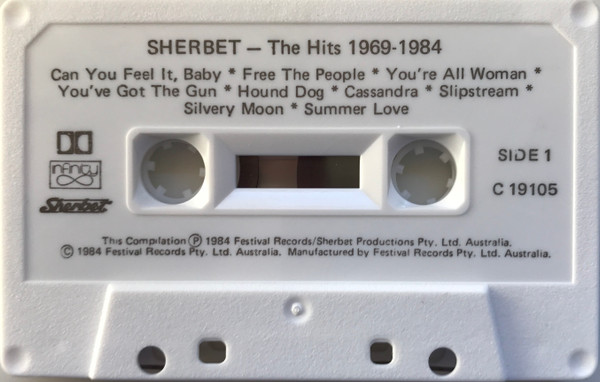 SHERBET – The Hits 1969-1984
Can You Feel It, Baby * Free The People * You're All Woman *
You've Got The Gun * Hound Dog * Cassandra * Slipstream *
Silvery Moon * Summer Love
SIDE 1
infinity
C 19105
Sherbet
This Compilation Ⓟ 1984 Festival Records/Sherbet Productions Pty. Ltd. Australia.
© 1984 Festival Records Pty. Ltd. Australia. Manufactured by Festival Records Pty. Ltd. Australia.